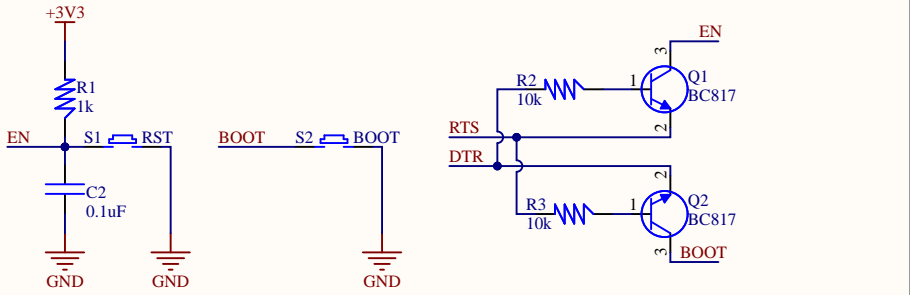 +3V3
R1
1k
EN
S1
RST
C2
0.1uF
GND
GND
BOOT
S2
BOOT
GND
EN
3
R2
10k
1
Q1
BC817
2
RTS
DTR
2
R3
10k
1
Q2
BC817
3
BOOT